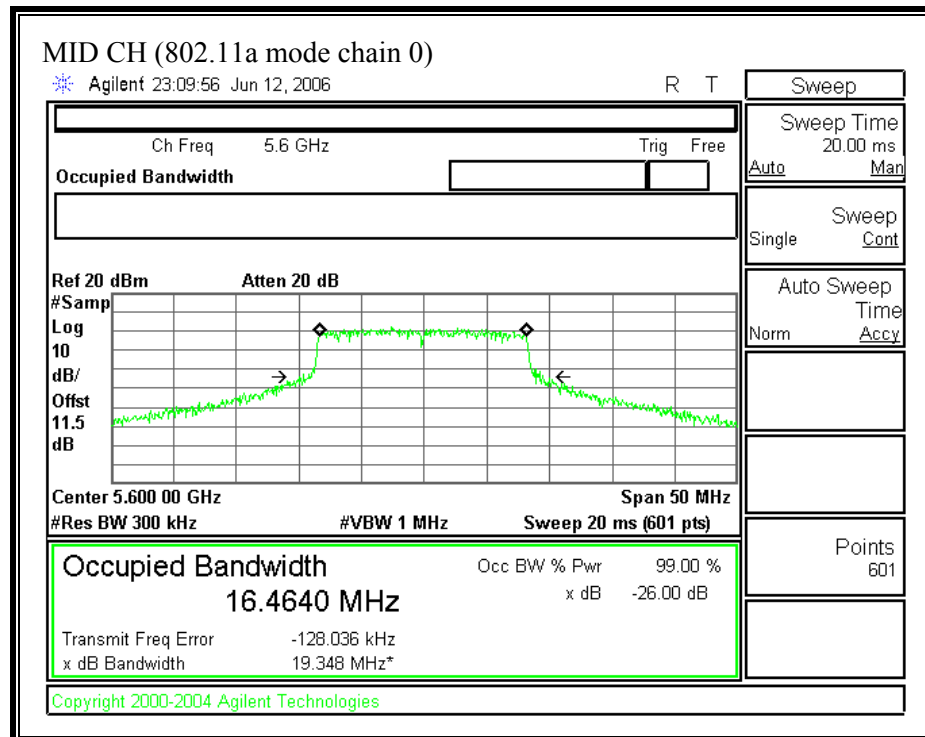 MID CH (802.11a mode chain 0)
Agilent 23:09:56 Jun 12, 2006 R T
Ch Freq 5.6 GHz Trig Free
Occupied Bandwidth
Ref 20 dBm Atten 20 dB
#Samp
Log
10
dB/
Offst
11.5
dB
Center 5.600 00 GHz Span 50 MHz
#Res BW 300 kHz #VBW 1 MHz Sweep 20 ms (601 pts)
Occupied Bandwidth Occ BW % Pwr 99.00 %
16.4640 MHz x dB -26.00 dB
Transmit Freq Error -128.036 kHz
x dB Bandwidth 19.348 MHz*
Copyright 2000-2004 Agilent Technologies
Sweep
Sweep Time
20.00 ms
Auto Man
Sweep
Single Cont
Auto Sweep
Time
Norm Accy
Points
601